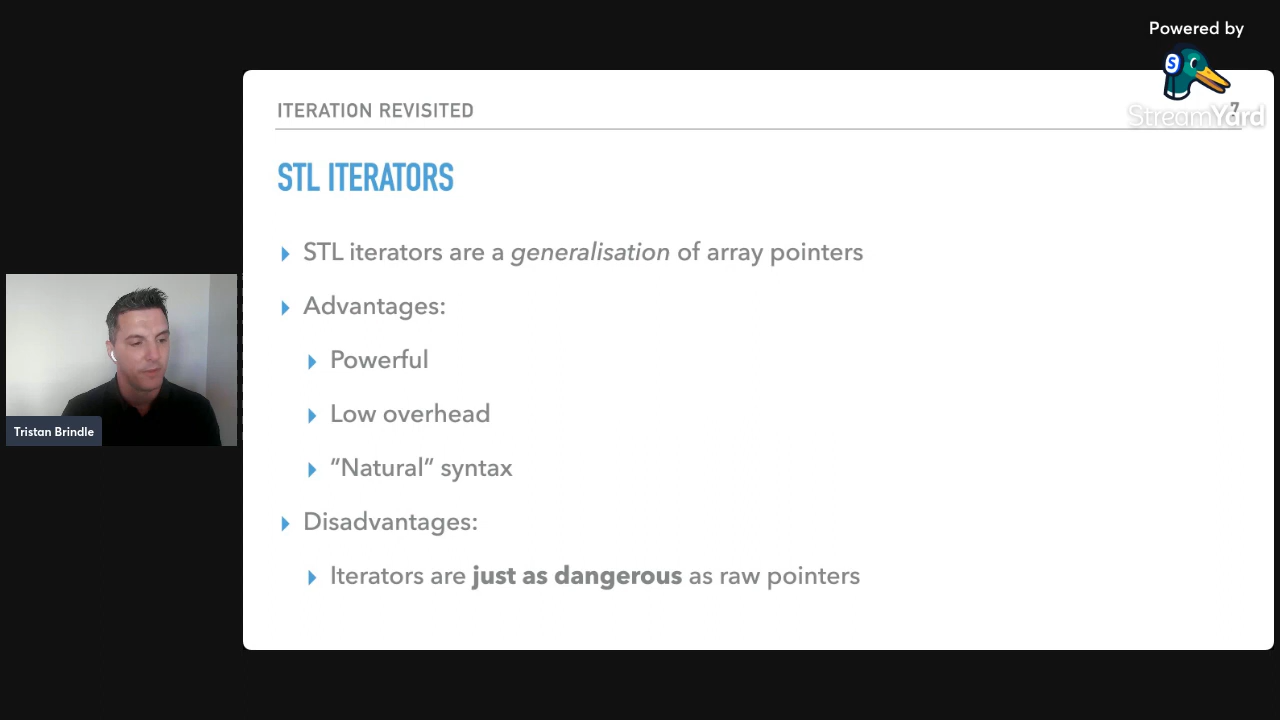 Powered by
S
StreamYard
ITERATION REVISITED
7
STL ITERATORS
STL iterators are a generalisation of array pointers
Advantages:
Powerful
Low overhead
”Natural” syntax
Disadvantages:
Iterators are just as dangerous as raw pointers
Tristan Brindle